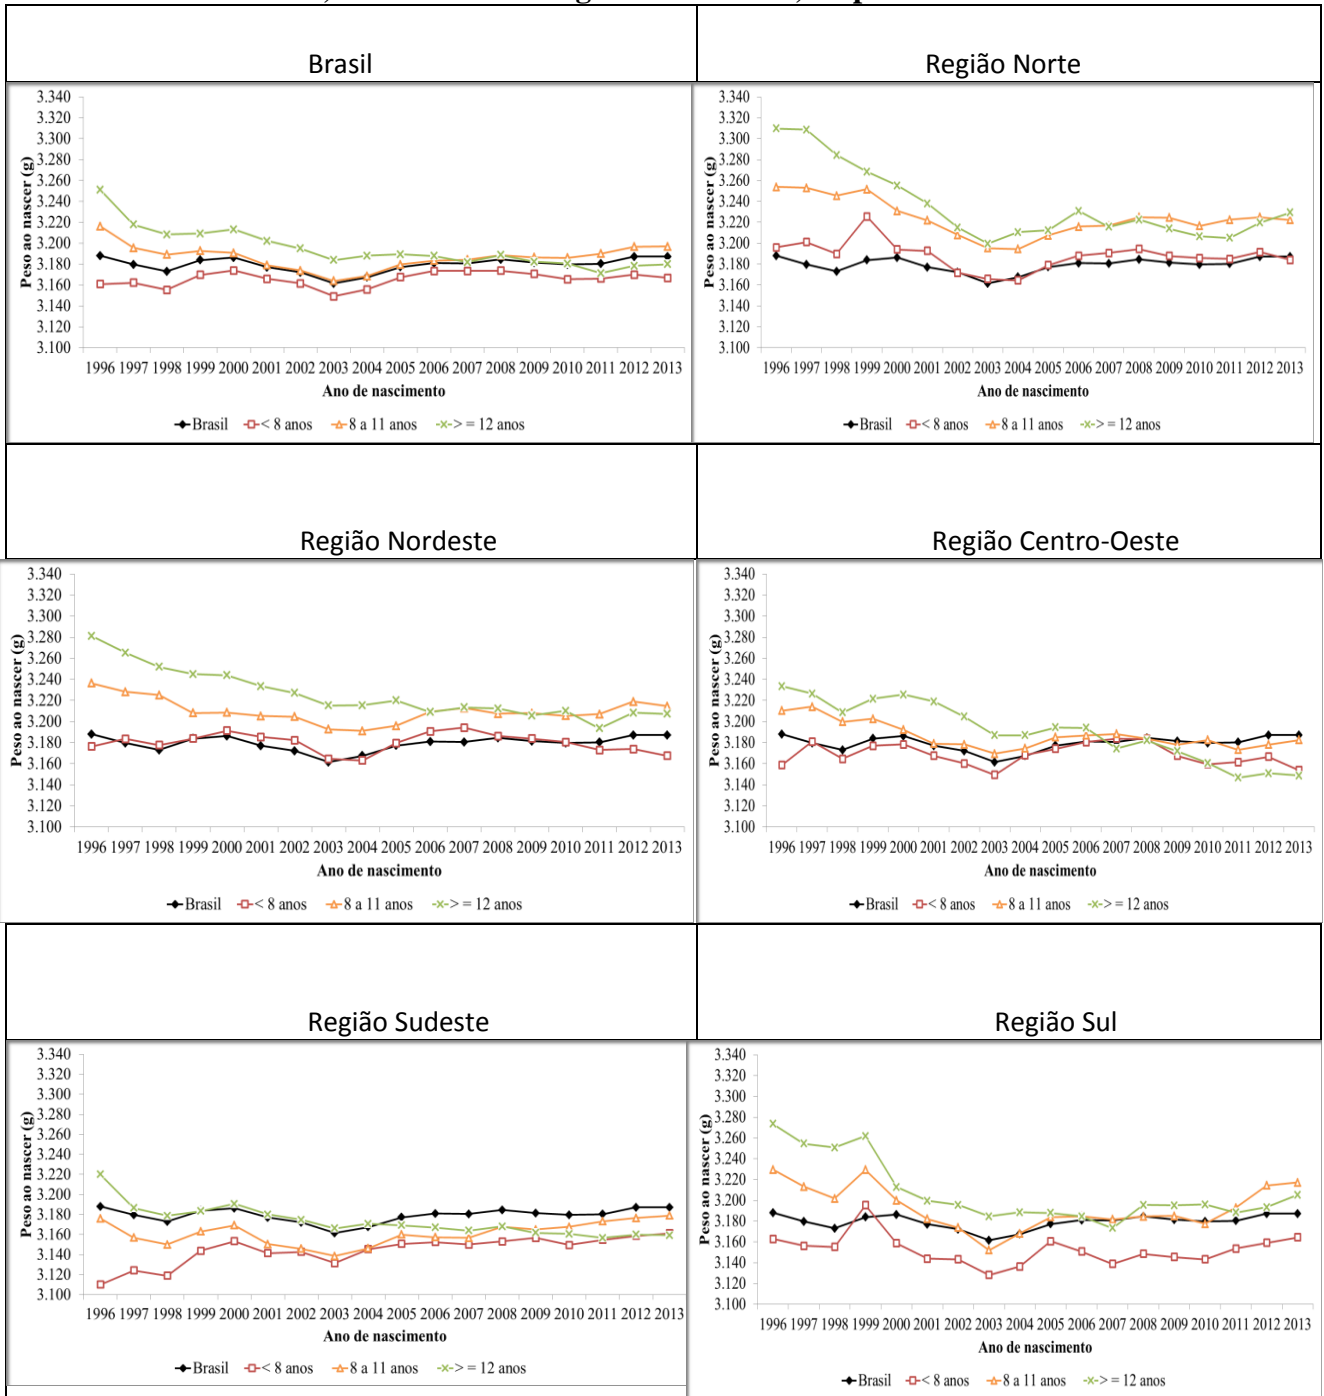 Brasil
Região Norte
3.340
3.320
3.300
3.280
3.260
3.240
3.220
3.200
3.180
3.160
3.140
3.120
3.100
Peso ao nascer (g)
1996 1997 1998 1999 2000 2001 2002 2003 2004 2005 2006 2007 2008 2009 2010 2011 2012 2013
Ano de nascimento
Brasil < 8 anos 8 a 11 anos > = 12 anos
3.340
3.320
3.300
3.280
3.260
3.240
3.220
3.200
3.180
3.160
3.140
3.120
3.100
Peso ao nascer (g)
1996 1997 1998 1999 2000 2001 2002 2003 2004 2005 2006 2007 2008 2009 2010 2011 2012 2013
Ano de nascimento
Brasil < 8 anos 8 a 11 anos > = 12 anos
Região Nordeste
Região Centro-Oeste
3.340
3.320
3.300
3.280
3.260
3.240
3.220
3.200
3.180
3.160
3.140
3.120
3.100
Peso ao nascer (g)
1996 1997 1998 1999 2000 2001 2002 2003 2004 2005 2006 2007 2008 2009 2010 2011 2012 2013
Ano de nascimento
Brasil < 8 anos 8 a 11 anos > = 12 anos
3.340
3.320
3.300
3.280
3.260
3.240
3.220
3.200
3.180
3.160
3.140
3.120
3.100
Peso ao nascer (g)
1996 1997 1998 1999 2000 2001 2002 2003 2004 2005 2006 2007 2008 2009 2010 2011 2012 2013
Ano de nascimento
Brasil < 8 anos 8 a 11 anos > = 12 anos
Região Sudeste
Região Sul
3.340
3.320
3.300
3.280
3.260
3.240
3.220
3.200
3.180
3.160
3.140
3.120
3.100
Peso ao nascer (g)
1996 1997 1998 1999 2000 2001 2002 2003 2004 2005 2006 2007 2008 2009 2010 2011 2012 2013
Ano de nascimento
Brasil < 8 anos 8 a 11 anos > = 12 anos
3.340
3.320
3.300
3.280
3.260
3.240
3.220
3.200
3.180
3.160
3.140
3.120
3.100
Peso ao nascer (g)
1996 1997 1998 1999 2000 2001 2002 2003 2004 2005 2006 2007 2008 2009 2010 2011 2012 2013
Ano de nascimento
Brasil < 8 anos 8 a 11 anos > = 12 anos